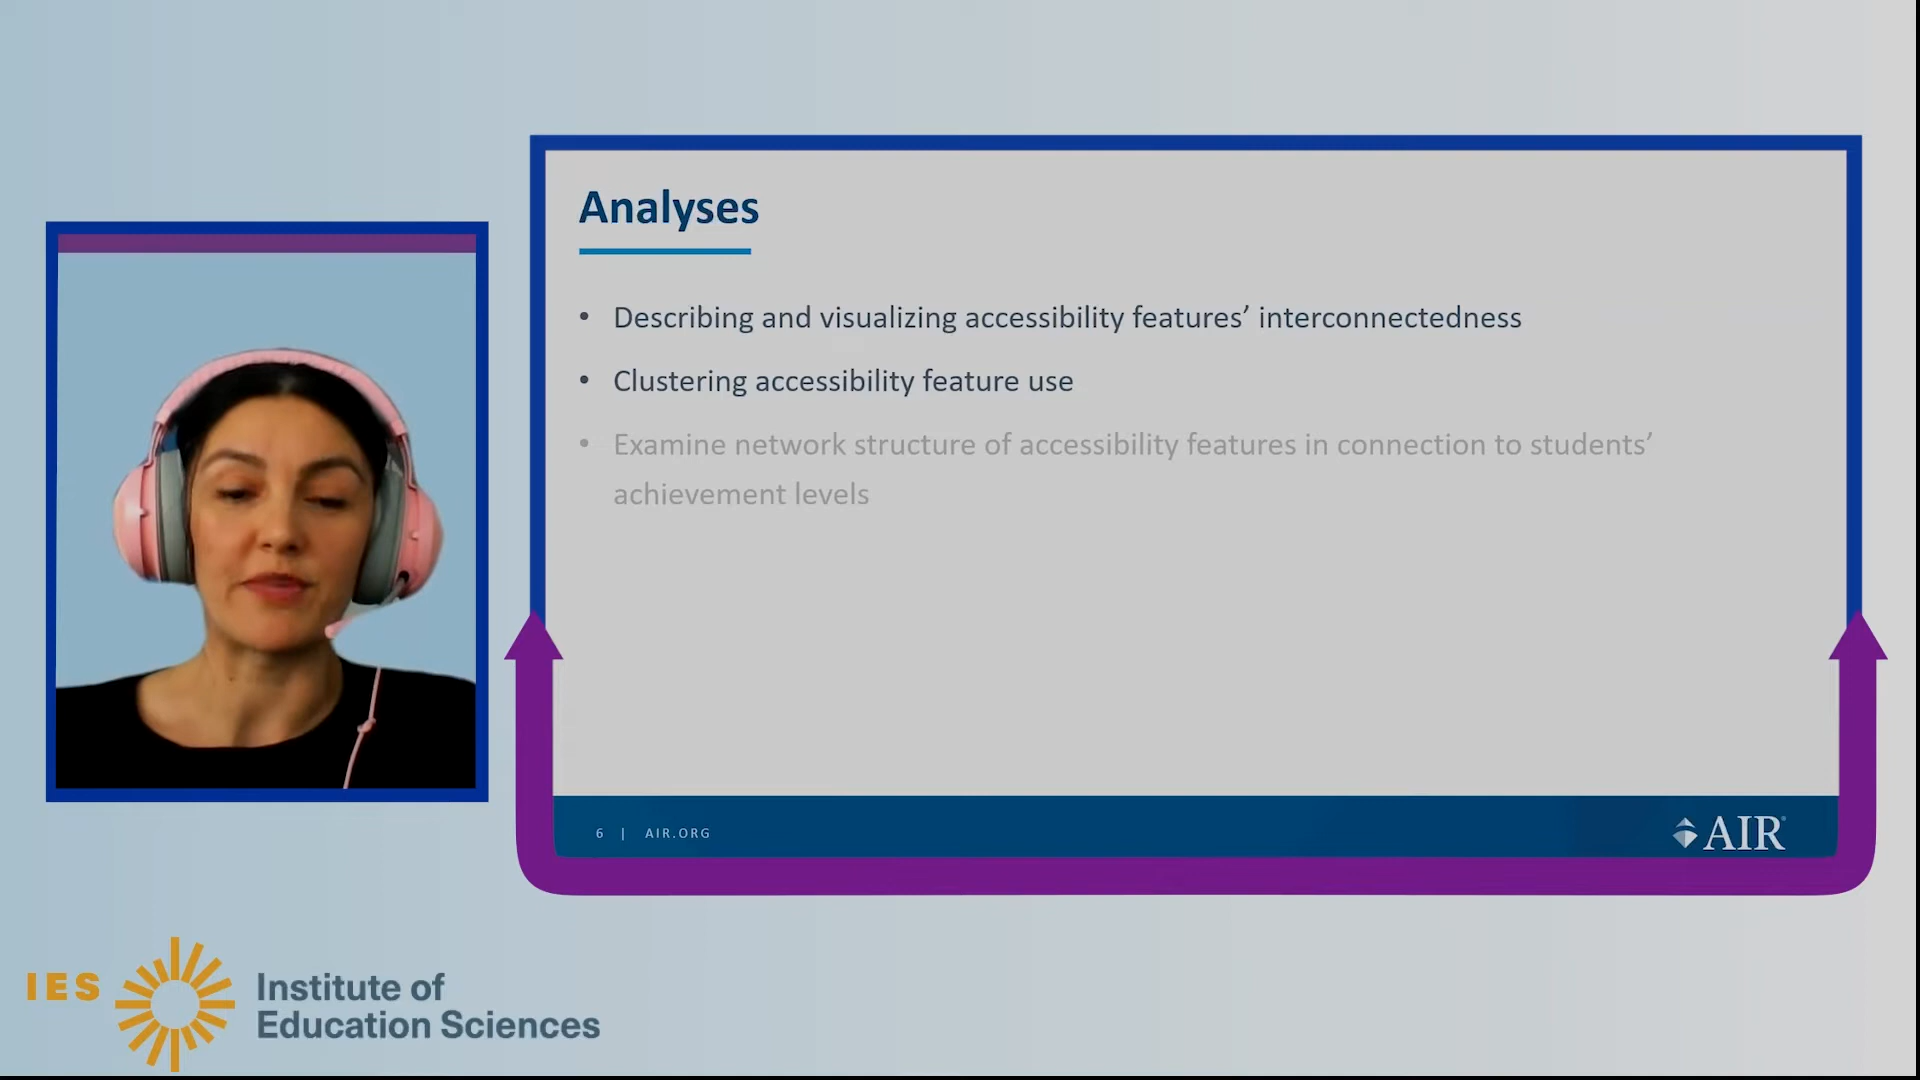 Analyses
• Describing and visualizing accessibility features’ interconnectedness
• Clustering accessibility feature use
• Examine network structure of accessibility features in connection to students’
achievement levels
6 | AIR.ORG
AIR
IES
Institute of
Education Sciences